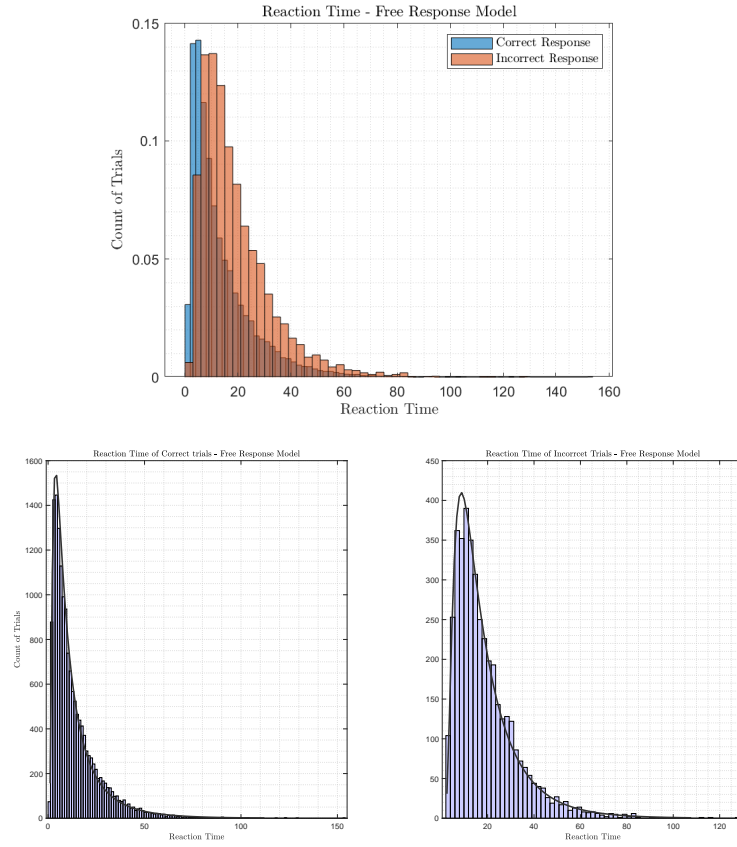 Reaction Time - Free Response Model
0.15
0.1
0.05
0
Count of Trials
Correct Response
Incorrect Response
0 20 40 60 80 100 120 140 160
Reaction Time
Reaction Time of Correct trials - Free Response Model
1600
1400
1200
1000
800
600
400
200
0
Count of Trials
0 50 100 150
Reaction Time
Reaction Time of Incorrcet Trials - Free Response Model
450
400
350
300
250
200
150
100
50
0
20 40 60 80 100 120
Reaction Time